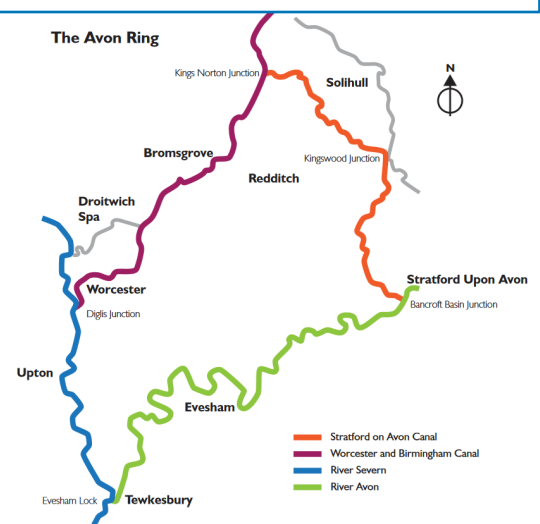 The Avon Ring
N
Kings Norton Junction
Solihull
Bromsgrove
Kingswood Junction
Redditch
Droitwich
Spa
Stratford Upon Avon
Worcester
Bancroft Basin Junction
Diglis Junction
Upton
Evesham
Stratford on Avon Canal
Worcester and Birmingham Canal
River Severn
River Avon
Evesham Lock
Tewkesbury